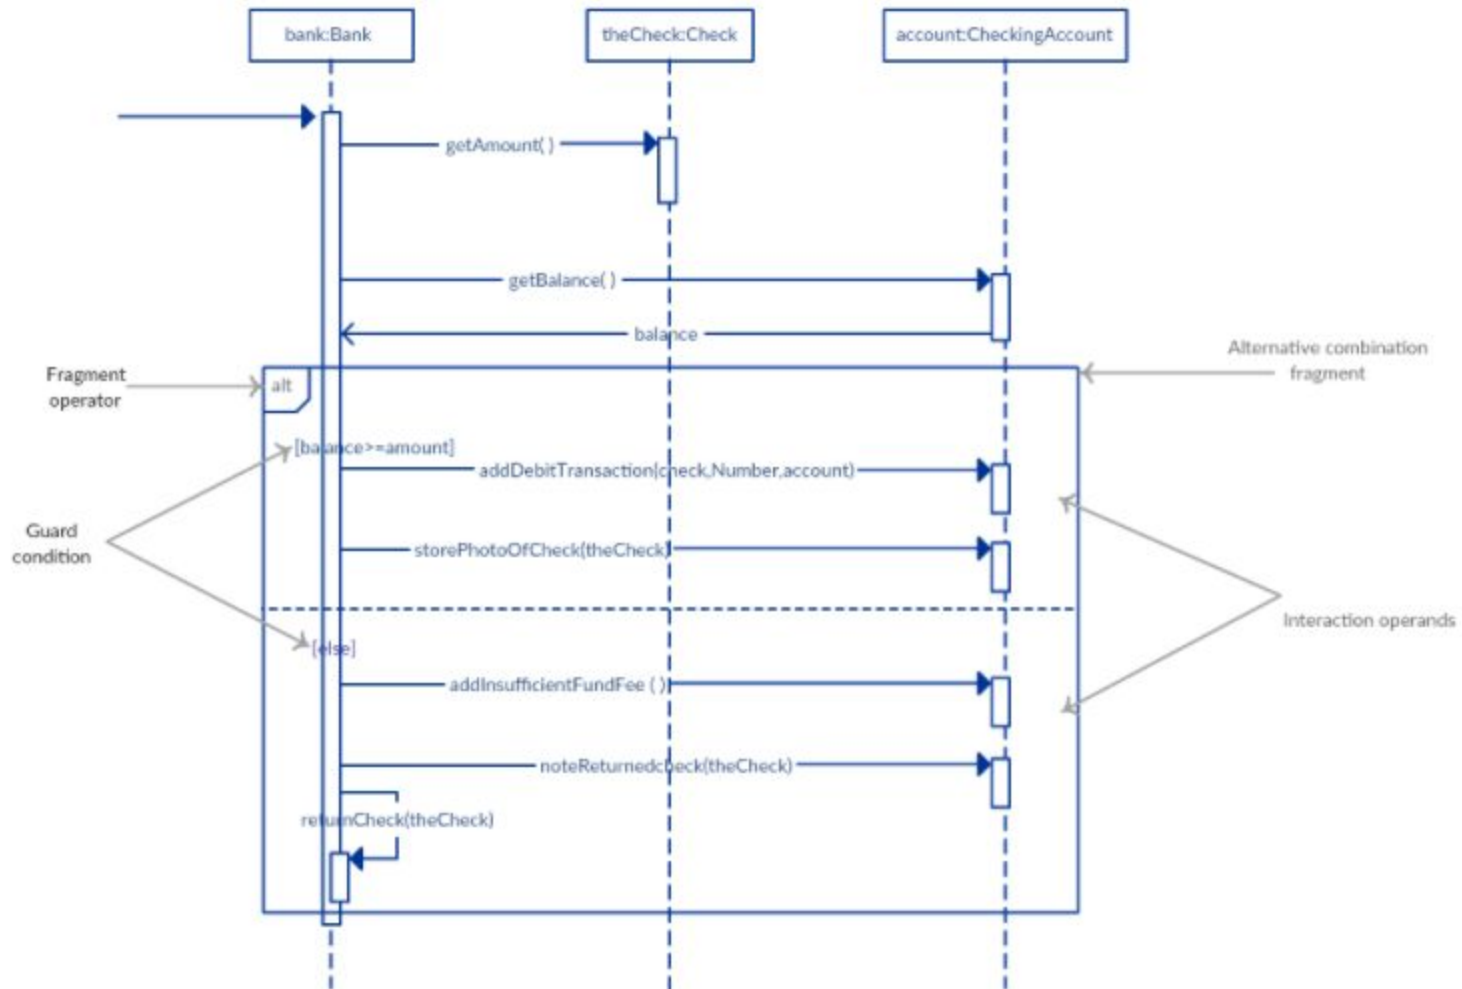 bank:Bank
theCheck:Check
account:CheckingAccount
getAmount( )
getBalance( )
balance
Alternative combination
fragment
Fragment
operator
alt
[balance>=amount]
addDebitTransaction(check,Number,account)
Guard
condition
storePhotoOfCheck(theCheck)
Interaction operands
[else]
addInsufficientFundFee ( )
noteReturnedcheck(theCheck)
returnCheck(theCheck)